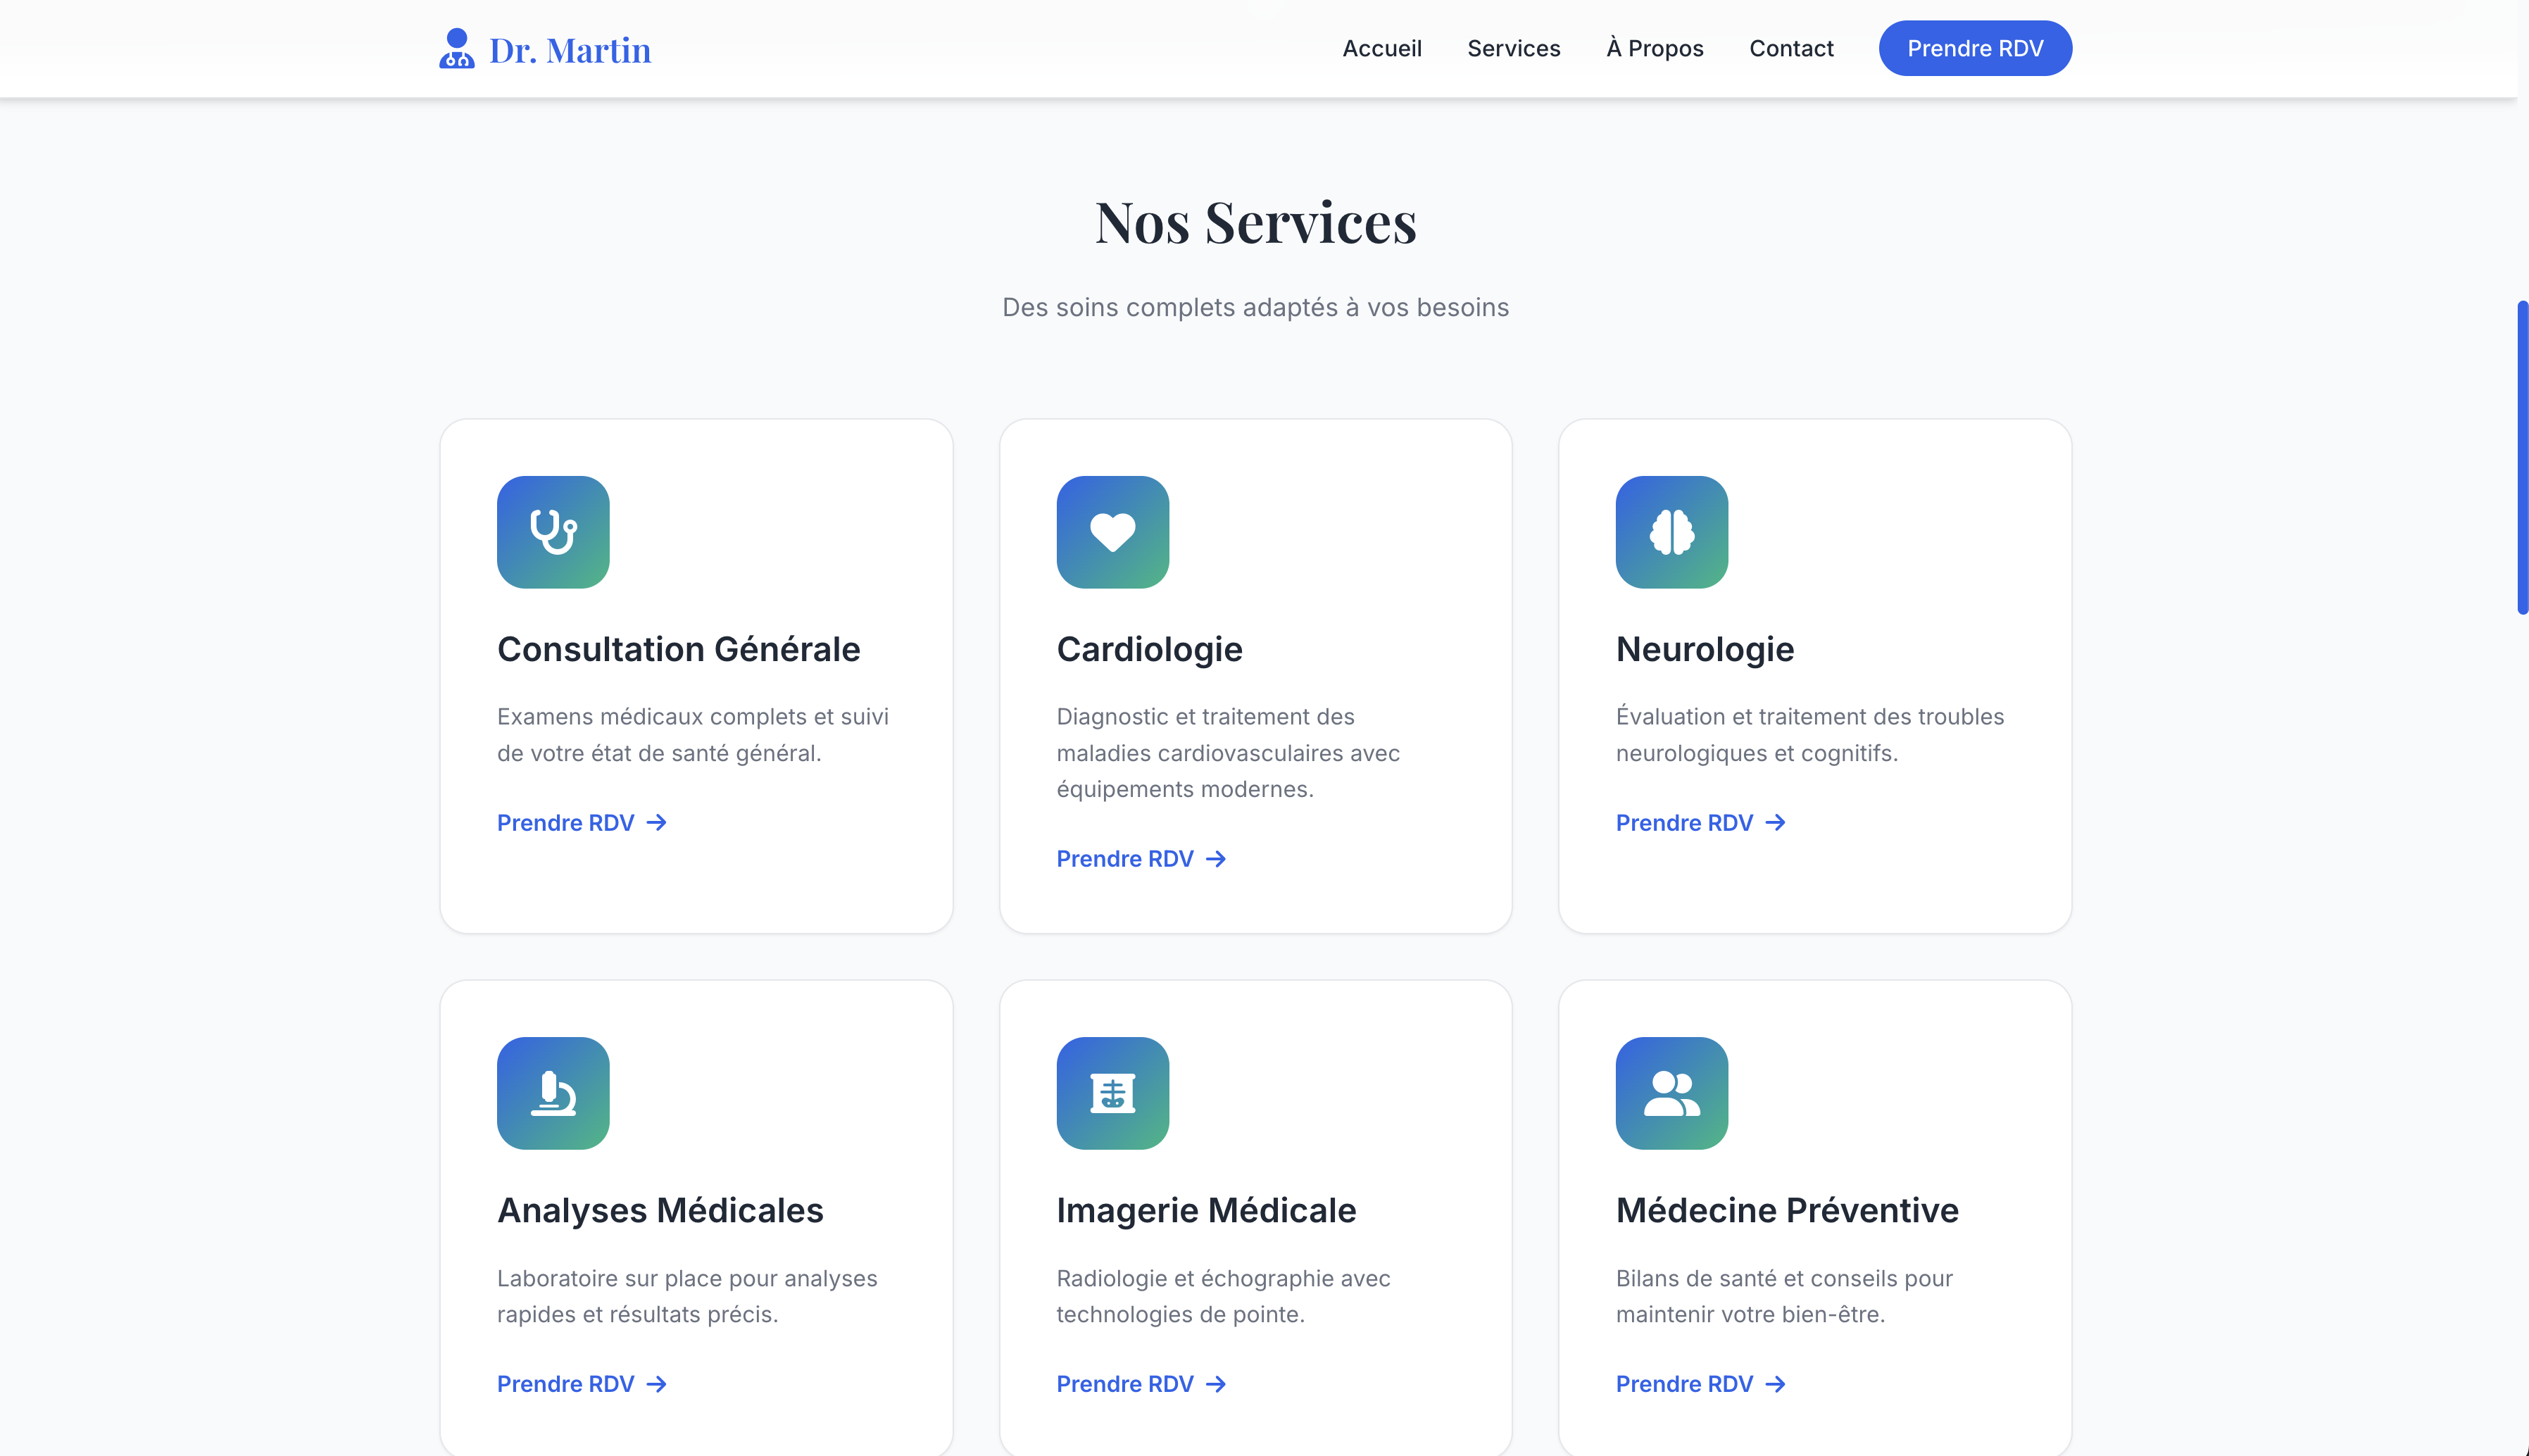 Dr. Martin
Accueil
Services
À Propos
Contact
Prendre RDV
Nos Services
Des soins complets adaptés à vos besoins
Consultation Générale
Examens médicaux complets et suivi
de votre état de santé général.
Prendre RDV
Cardiologie
Diagnostic et traitement des
maladies cardiovasculaires avec
équipements modernes.
Prendre RDV
Neurologie
Évaluation et traitement des troubles
neurologiques et cognitifs.
Prendre RDV
Analyses Médicales
Laboratoire sur place pour analyses
rapides et résultats précis.
Prendre RDV
Imagerie Médicale
Radiologie et échographie avec
technologies de pointe.
Prendre RDV
Médecine Préventive
Bilans de santé et conseils pour
maintenir votre bien-être.
Prendre RDV